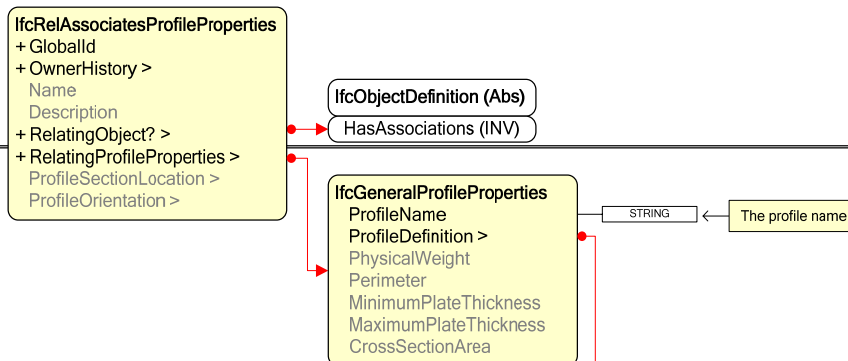 IfcRelAssociatesProfileProperties
+ GlobalId
+ OwnerHistory >
Name
Description
+ RelatingObject? >
+ RelatingProfileProperties >
ProfileSectionLocation >
ProfileOrientation >
IfcObjectDefinition (Abs)
HasAssociations (INV)
IfcGeneralProfileProperties
ProfileName
ProfileDefinition >
PhysicalWeight
Perimeter
MinimumPlateThickness
MaximumPlateThickness
CrossSectionArea
STRING
The profile name